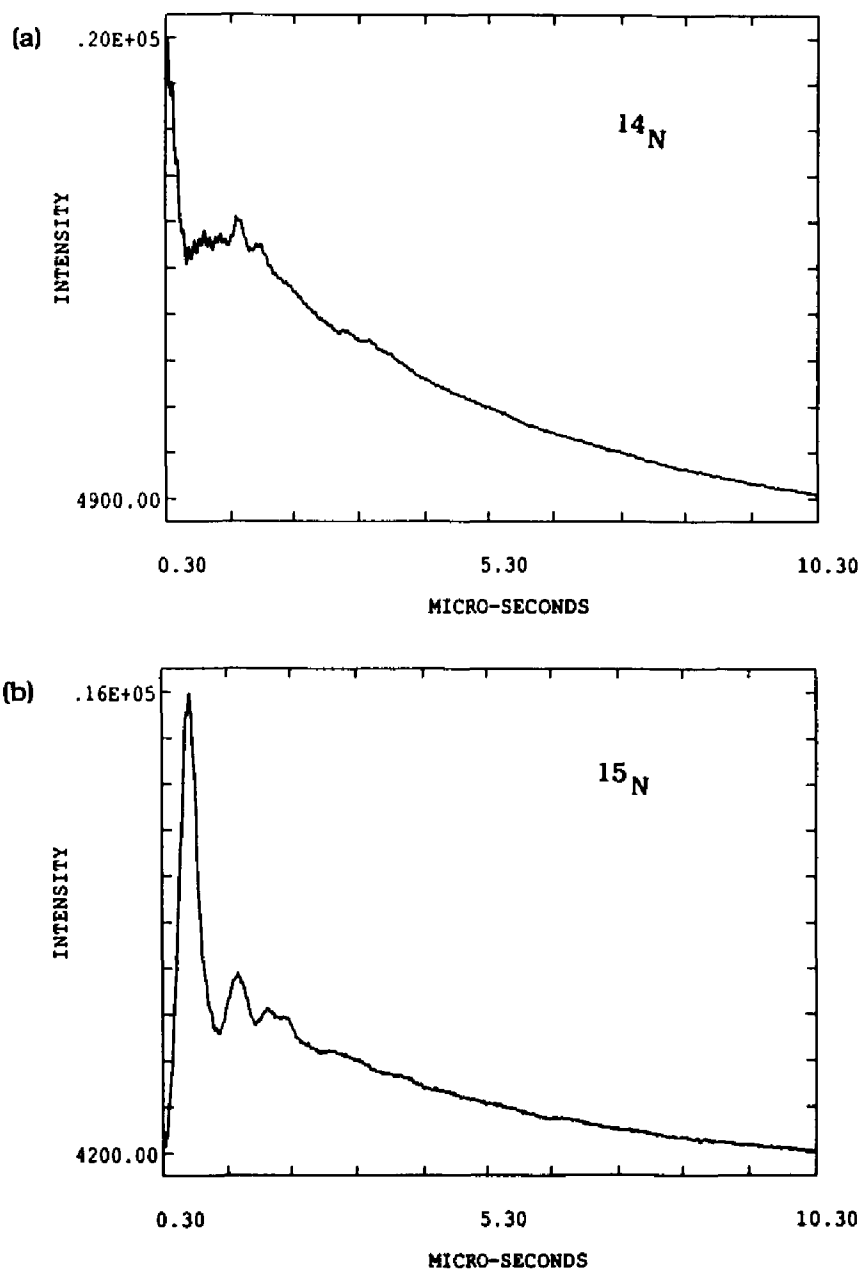 (a)
.20E+05
14N
INTENSITY
4900.00
0.30 5.30 10.30
MICRO-SECONDS
(b)
.16E+05
15N
INTENSITY
4200.00
0.30 5.30 10.30
MICRO-SECONDS